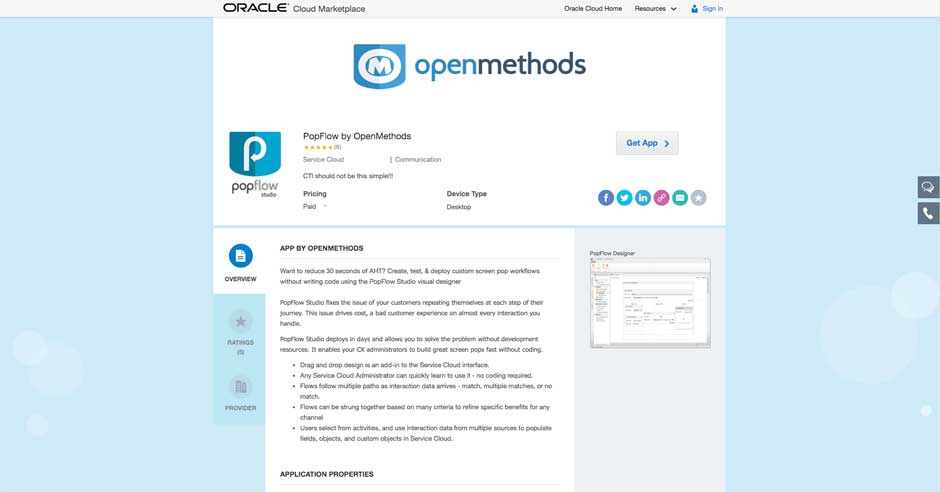 ORACLE Cloud Marketplace Oracle Cloud Home Resources Sign In
openmethods
PopFlow by OpenMethods
(5)
Service Cloud | Communication
CTI should not be this simple!!!
Pricing Device Type
Paid Desktop
Get App
popflow
studio
OVERVIEW
RATINGS
(5)
PROVIDER
APP BY OPENMETHODS
Want to reduce 30 seconds of AHT? Create, test, & deploy custom screen pop workflows
without writing code using the PopFlow Studio visual designer
PopFlow Studio fixes the issue of your customers repeating themselves at each step of their
journey. This issue drives cost, a bad customer experience on almost every interaction you
handle.
PopFlow Studio deploys in days and allows you to solve the problem without development
resources. It enables your CX administrators to build great screen pops fast without coding.
• Drag and drop design is an add-in to the Service Cloud interface.
• Any Service Cloud Administrator can quickly learn to use it - no coding required.
• Flows follow multiple paths as interaction data arrives - match, multiple matches, or no
match.
• Flows can be strung together based on many criteria to refine specific benefits for any
channel
• Users select from activities, and use interaction data from multiple sources to populate
fields, objects, and custom objects in Service Cloud.
APPLICATION PROPERTIES
PopFlow Designer